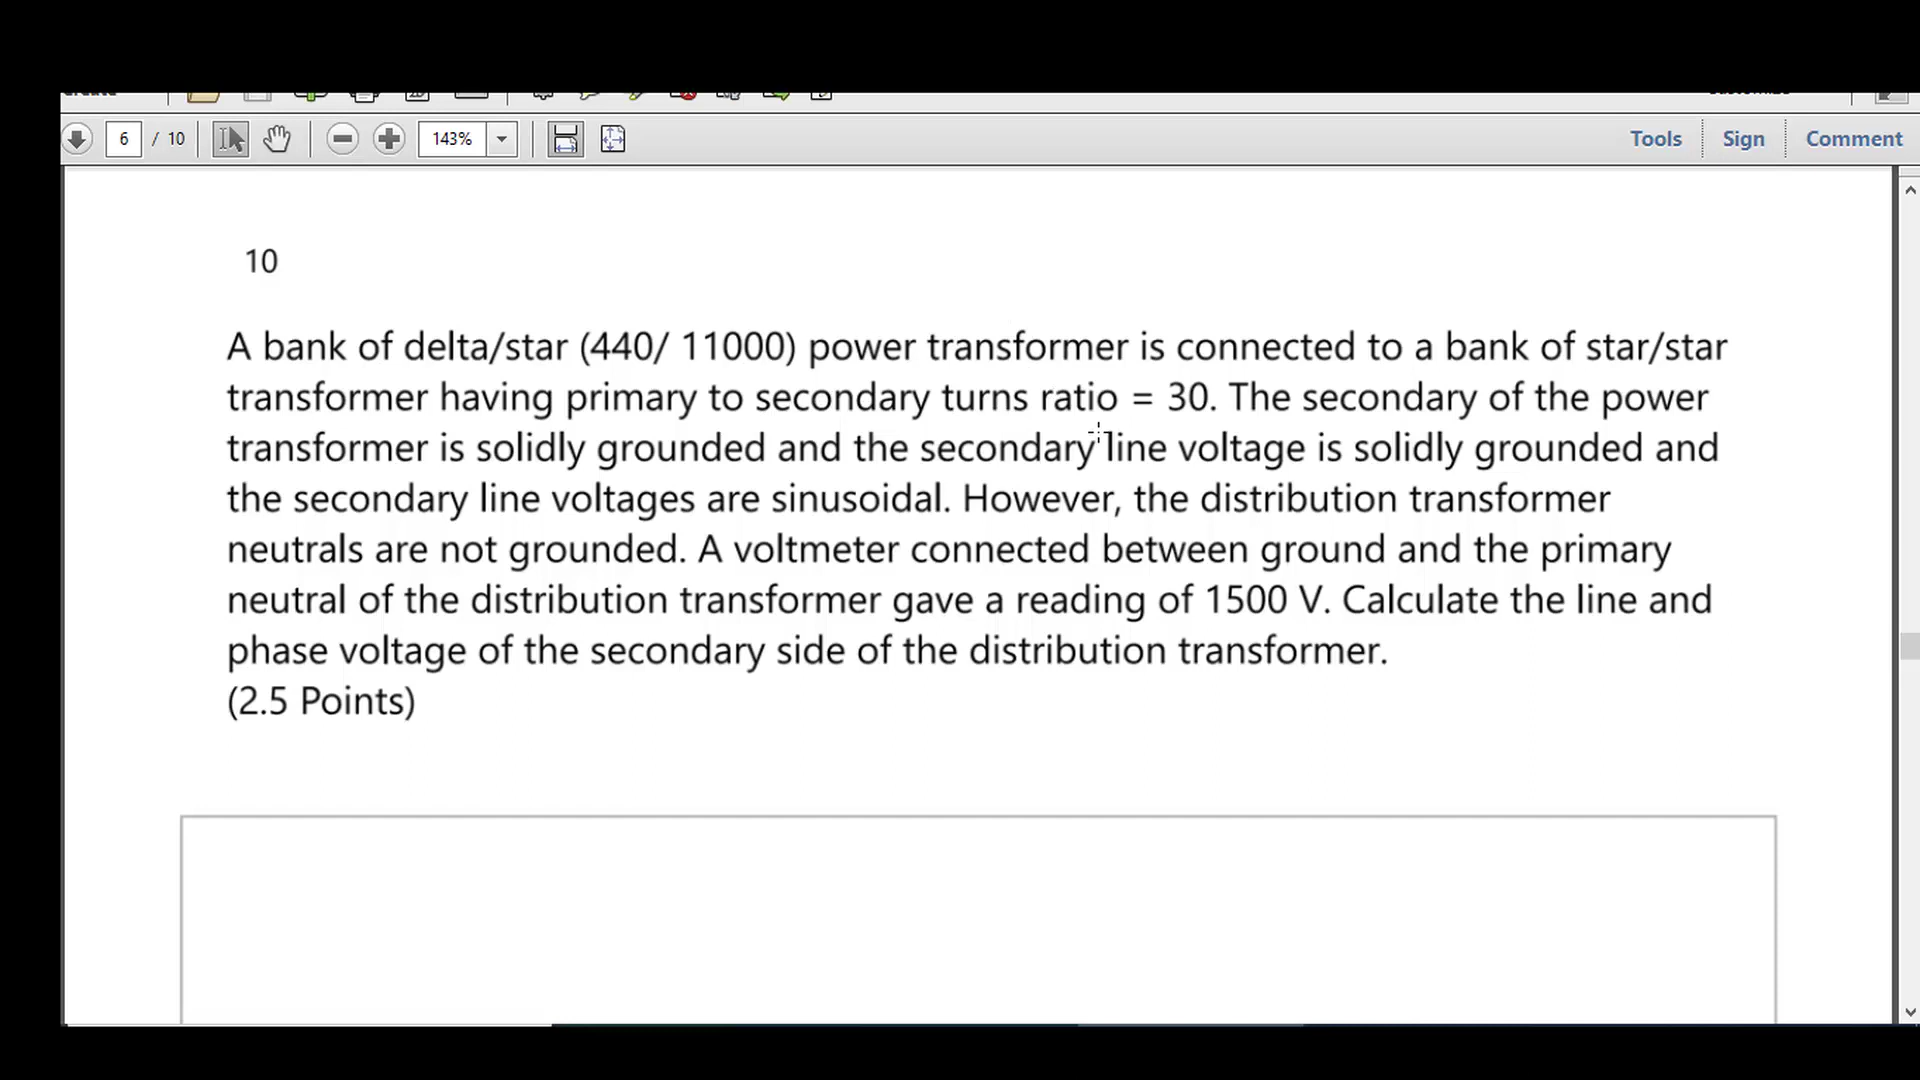 6 / 10 143% Tools Sign Comment
10
A bank of delta/star (440/ 11000) power transformer is connected to a bank of star/star
transformer having primary to secondary turns ratio = 30. The secondary of the power
transformer is solidly grounded and the secondary line voltage is solidly grounded and
the secondary line voltages are sinusoidal. However, the distribution transformer
neutrals are not grounded. A voltmeter connected between ground and the primary
neutral of the distribution transformer gave a reading of 1500 V. Calculate the line and
phase voltage of the secondary side of the distribution transformer.
(2.5 Points)